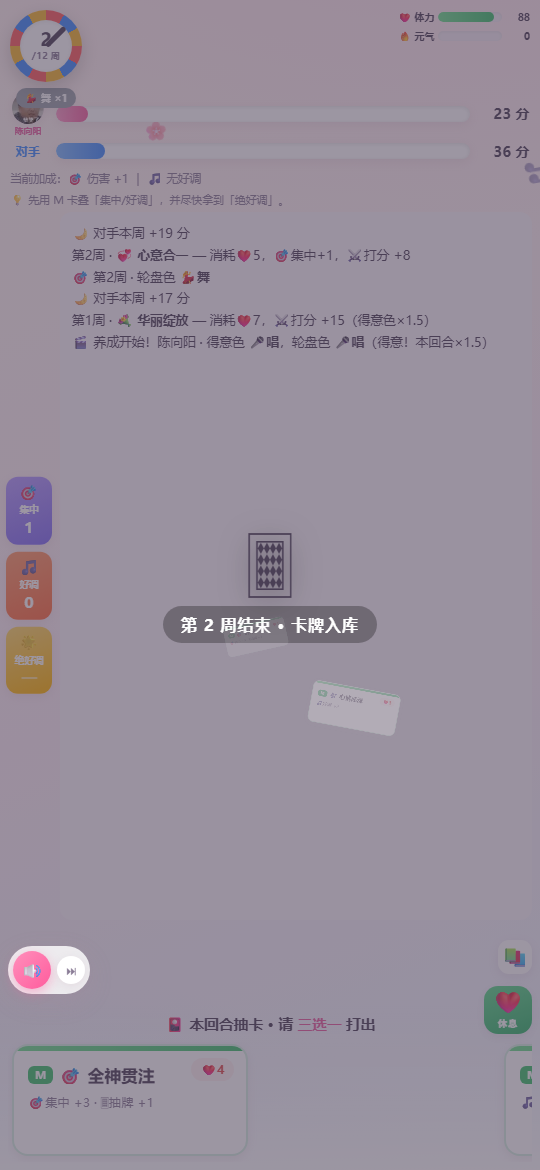 2
/12 周
❤️ 体力 88
🔥 元气 0
舞 ×1
陈向阳
23 分
对手
36 分
当前加成: 🎯 伤害 +1 | 🎵 无好调
💡 先用 M 卡叠「集中/好调」, 并尽快拿到「绝好调」。
🌙 对手本周 +19 分
第2周 · 💞 心意合一 — 消耗❤️5, 🎯集中+1, ⚔️打分 +8
🎯 第2周 · 轮盘色 💃舞
🌙 对手本周 +17 分
第1周 · 💐 华丽绽放 — 消耗❤️7, ⚔️打分 +15（得意色×1.5）
🎬 养成开始！陈向阳 · 得意色 🎤唱, 轮盘色 🎤唱（得意！本回合×1.5）
🎯
集中
1
🎵
好调
0
🌟
绝好调
—
第 2 周结束 • 卡牌入库
M
休息
🎴 本回合抽卡 • 请 三选一 打出
M 🎯 全神贯注 ❤️4
🎯集中 +3 · 抽牌 +1